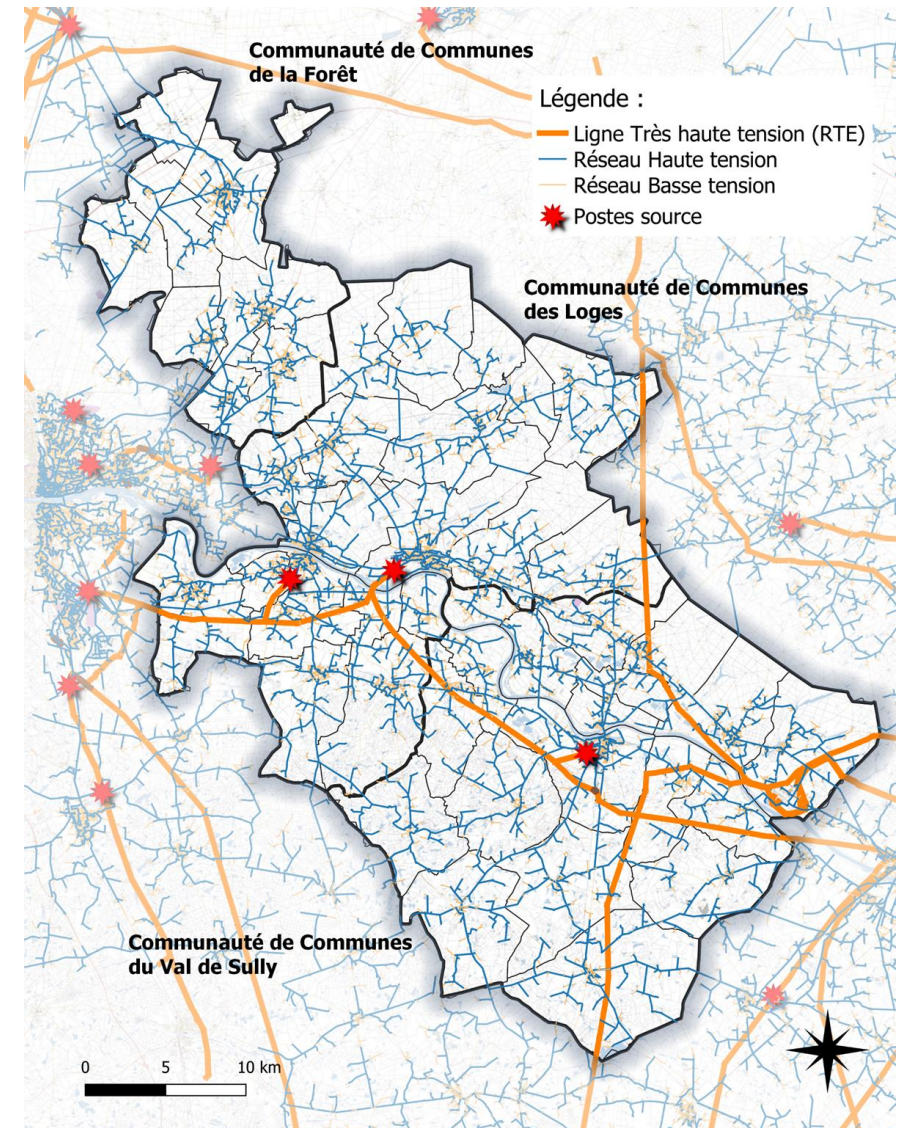 Communauté de Communes
de la Forêt
Légende :
Ligne Très haute tension (RTE)
Réseau Haute tension
Réseau Basse tension
Postes source
Communauté de Communes
des Loges
Communauté de Communes
du Val de Sully
0 5 10 km